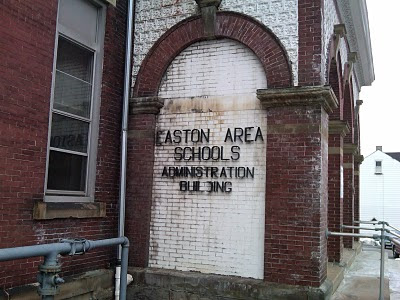 EASTON AREA
SCHOOLS
ADMINISTRATION
BUILDING